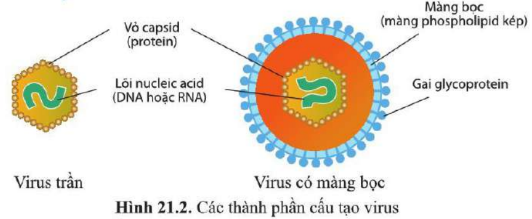 Vỏ capsid
(protein)
Lõi nucleic acid
(DNA hoặc RNA)
Màng bọc
(màng phospholipid kép)
Gai glycoprotein
Virus trần
Virus có màng bọc
Hình 21.2. Các thành phần cấu tạo virus